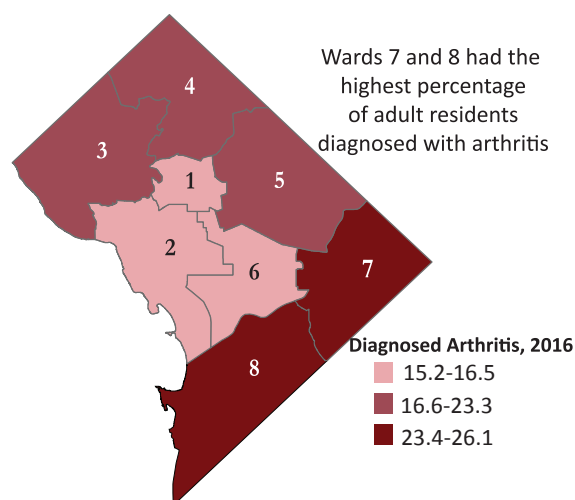 Wards 7 and 8 had the
highest percentage
of adult residents
diagnosed with arthritis
4
3
1
5
2
6
7
8
Diagnosed Arthritis, 2016
15.2-16.5
16.6-23.3
23.4-26.1